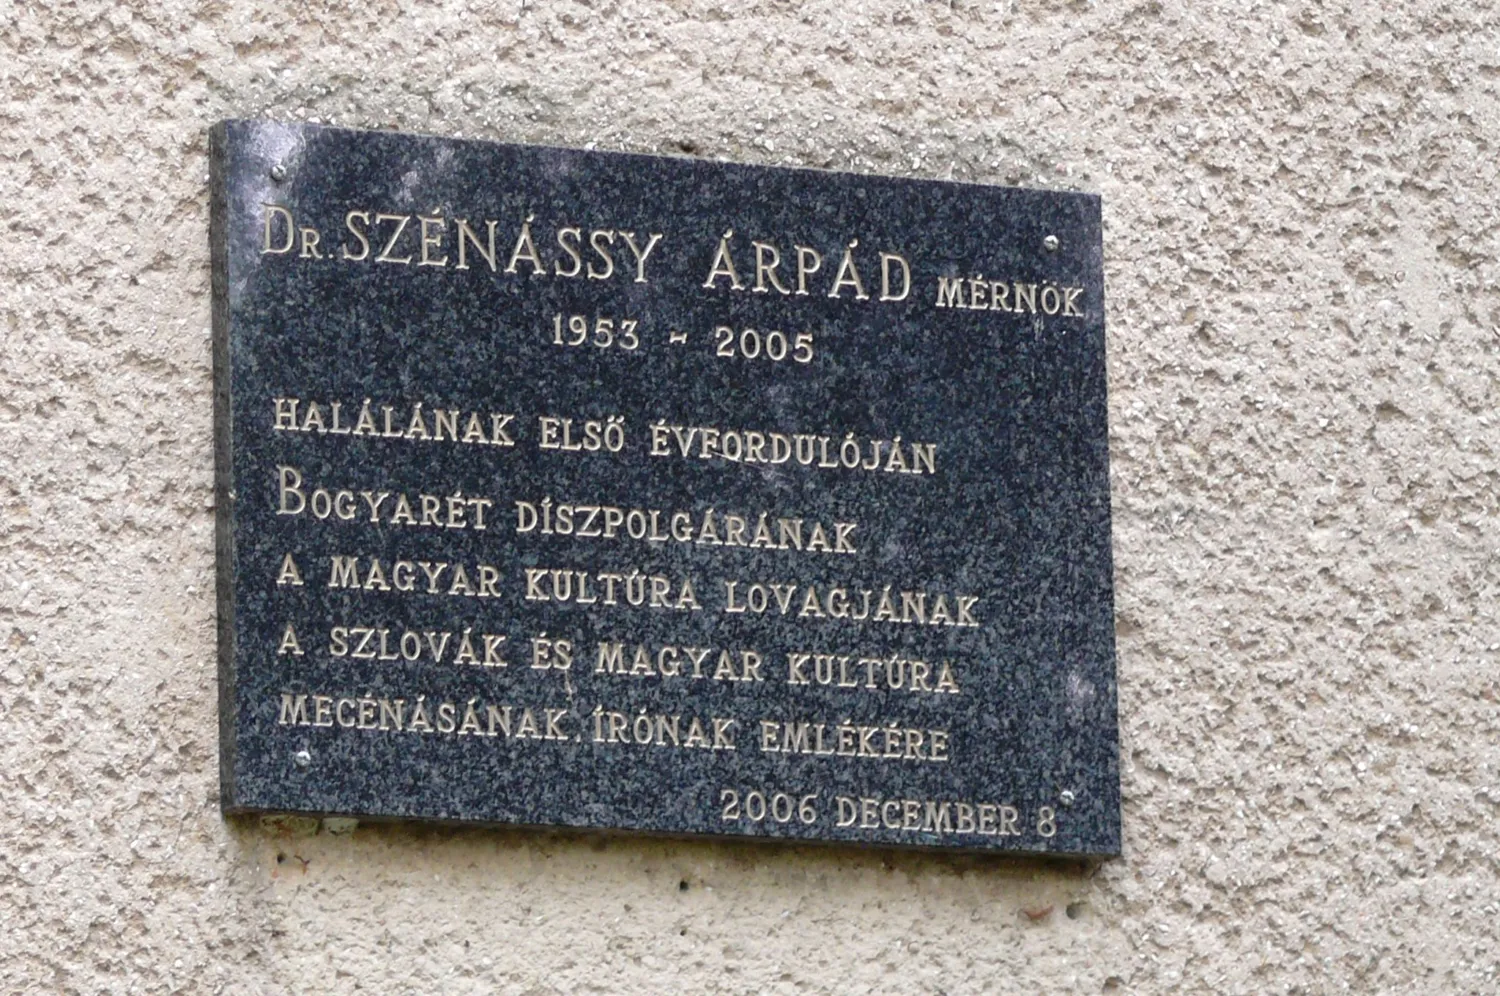 Dr. SZÉNÁSSY ÁRPÁD MÉRNÖK
1953 - 2005
HALÁLÁNAK ELSŐ ÉVFORDULÓJÁN
BOGYARÉT DÍSZPOLGÁRÁNAK
A MAGYAR KULTÚRA LOVAGJÁNAK
A SZLOVÁK ÉS MAGYAR KULTÚRA
MECÉNÁSÁNAK, ÍRÓNAK EMLÉKÉRE
2006 DECEMBER 8